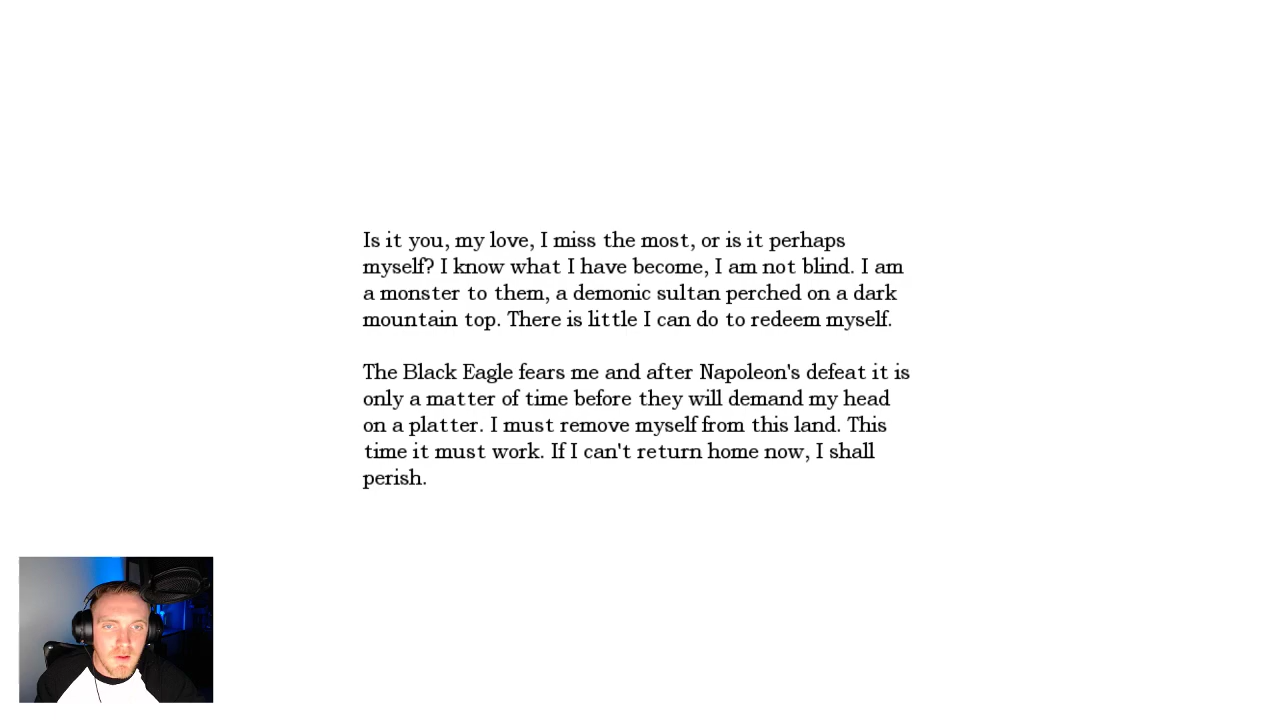 Is it you, my love, I miss the most, or is it perhaps
myself? I know what I have become, I am not blind. I am
a monster to them, a demonic sultan perched on a dark
mountain top. There is little I can do to redeem myself.
The Black Eagle fears me and after Napoleon's defeat it is
only a matter of time before they will demand my head
on a platter. I must remove myself from this land. This
time it must work. If I can't return home now, I shall
perish.